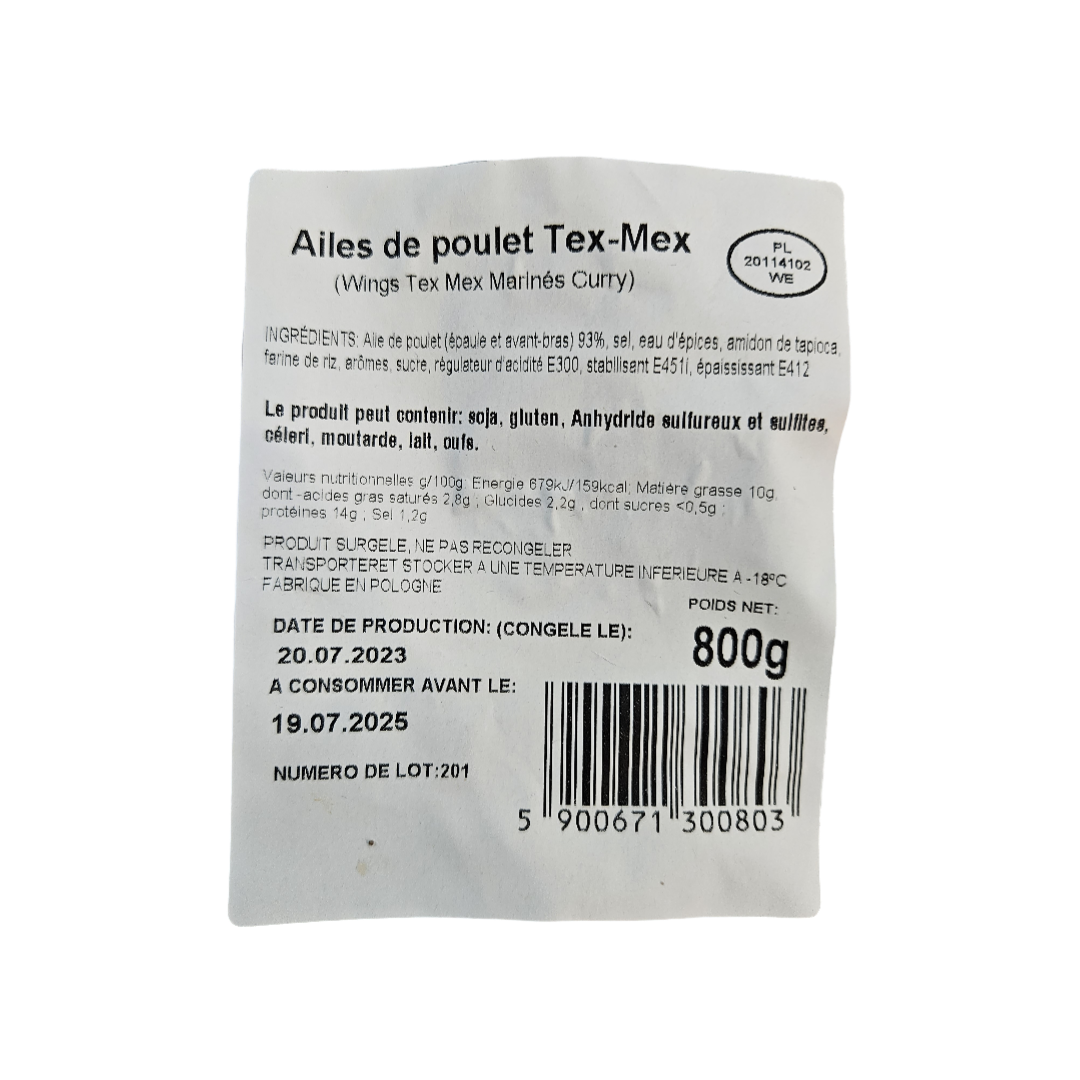 Ailes de poulet Tex-Mex
(Wings Tex Mex Marinés Curry)
PL
20114102
WE
INGRÉDIENTS: Aile de poulet (épaule et avant-bras) 93%, sel, eau d'épices, amidon de tapioca,
farine de riz, arômes, sucre, régulateur d'acidité E300, stabilisant E451i, épaississant E412
Le produit peut contenir: soja, gluten, Anhydride sulfureux et sulfites,
céleri, moutarde, lait, oufs.
Valeurs nutritionnelles g/100g: Energie 679kJ/159kcal; Matière grasse 10g,
dont -acides gras saturés 2,8g ; Glucides 2,2g , dont sucres <0,5g ;
protéines 14g ; Sel 1,2g
PRODUIT SURGELE, NE PAS RECONGELER
TRANSPORTERET STOCKER A UNE TEMPERATURE INFERIEURE A -18ºC
FABRIQUE EN POLOGNE
POIDS NET:
800g
DATE DE PRODUCTION: (CONGELE LE):
20.07.2023
A CONSOMMER AVANT LE:
19.07.2025
NUMERO DE LOT:201
5 900671 300803